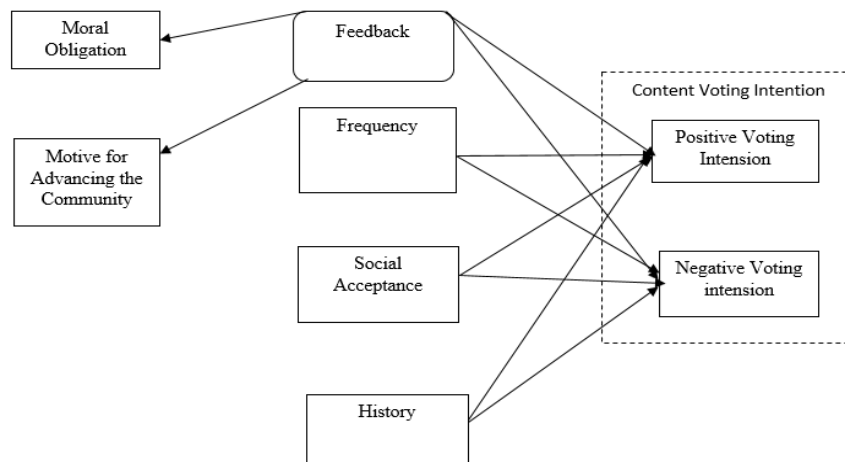 Moral
Obligation
Feedback
Content Voting Intention
Frequency
Positive Voting
Intension
Motive for
Advancing the
Community
Social
Acceptance
Negative Voting
intension
History